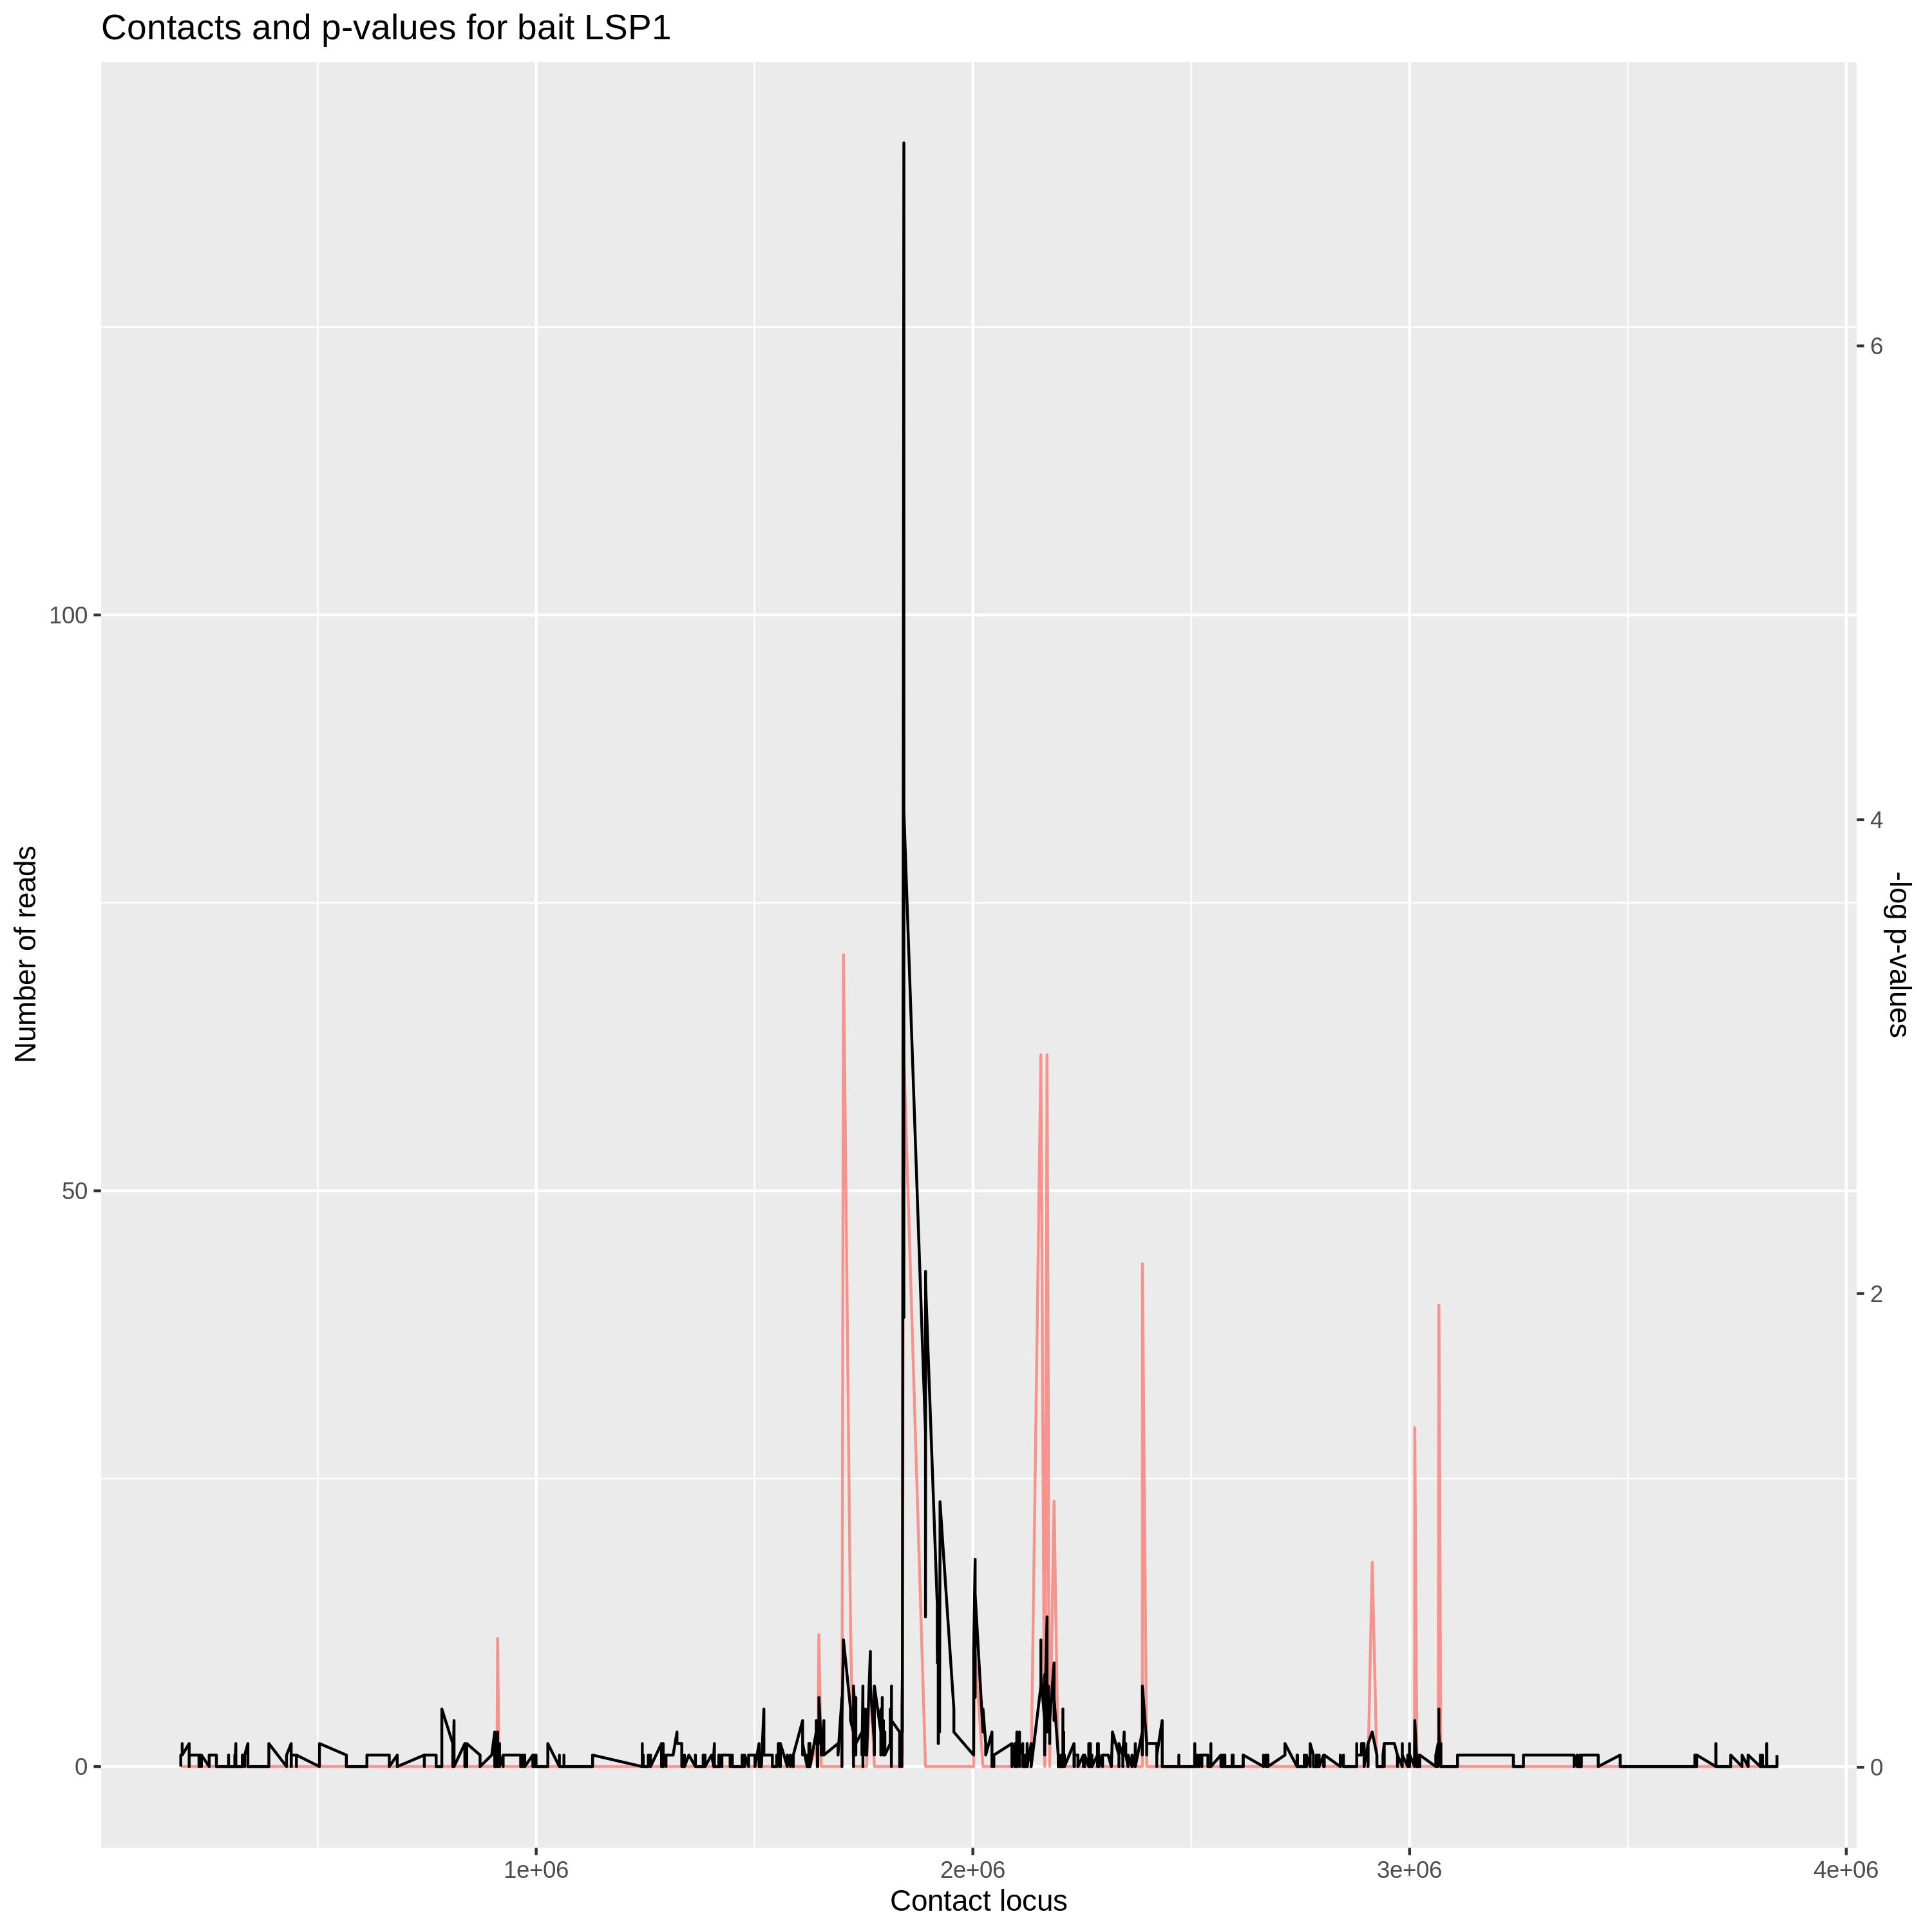 Contacts and p-values for bait LSP1
Number of reads
100
50
0
6
4
2
0
-log p-values
1e+06
2e+06
3e+06
4e+06
Contact locus